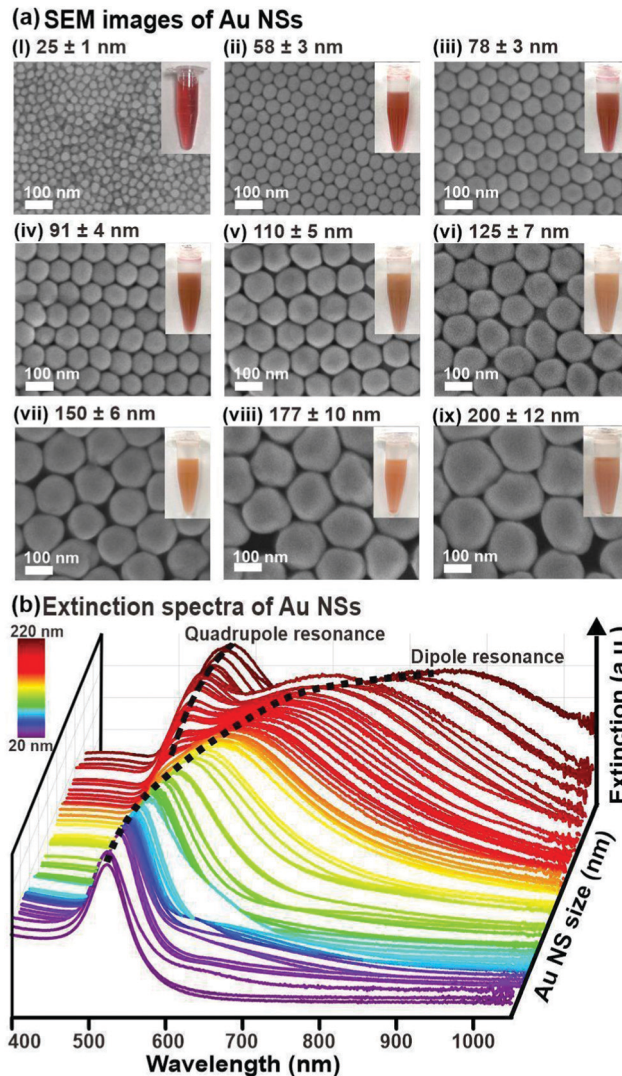 (a) SEM images of Au NSs
(l) 25 ± 1 nm
(ii) 58 ± 3 nm
(iii) 78 ± 3 nm
100 nm
100 nm
100 nm
(iv) 91 ± 4 nm
(v) 110 ± 5 nm
(vi) 125 ± 7 nm
100 nm
100 nm
100 nm
(vii) 150 ± 6 nm
(viii) 177 ± 10 nm
(ix) 200 ± 12 nm
100 nm
100 nm
100 nm
(b) Extinction spectra of Au NSs
220 nm
20 nm
Quadrupole resonance
Dipole resonance
Extinction (a.u.)
Au NS size (nm)
400 500 600 700 800 900 1000
Wavelength (nm)